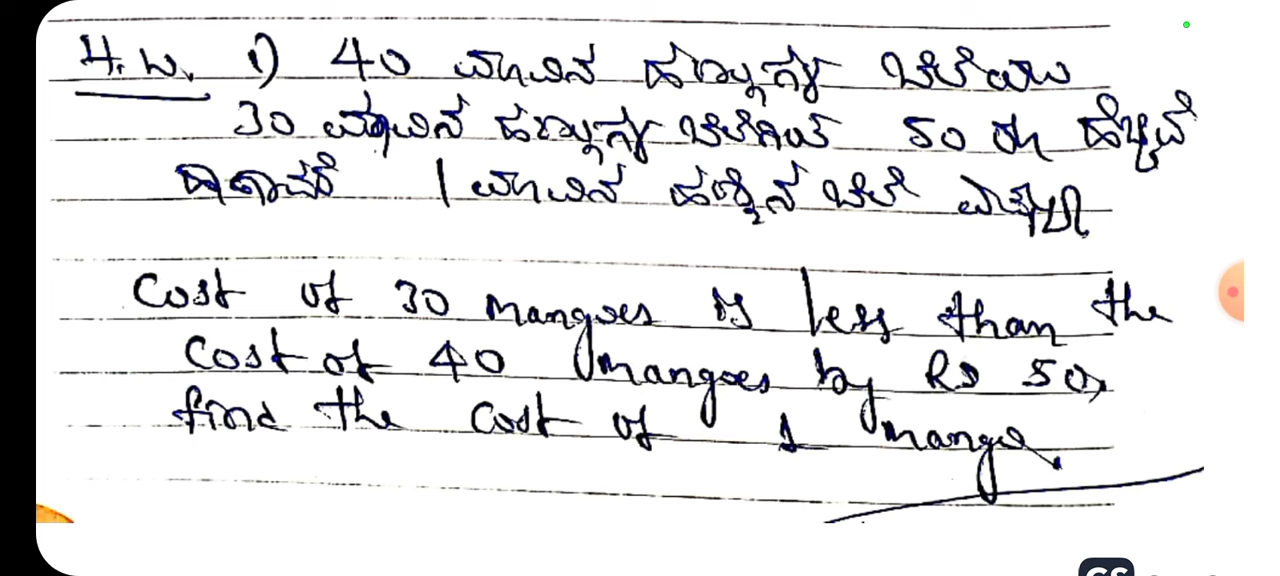 ಹ.ಬ. 1) 40 ಮಾವಿನ ಹಣ್ಣುಗಳ ಬೆಲೆಯು
30 ಮಾವಿನ ಹಣ್ಣುಗಳ ಬೆಲೆಗಿಂತ 50 ರೂ ಹೆಚ್ಚಿವೆ
ಹಾಗಾದರೆ 1 ಮಾವಿನ ಹಣ್ಣಿನ ಬೆಲೆ ಎಷ್ಟು
Cost of 30 mangoes is less than the
cost of 40 mangoes by Rs 50,
find the cost of 1 mango.